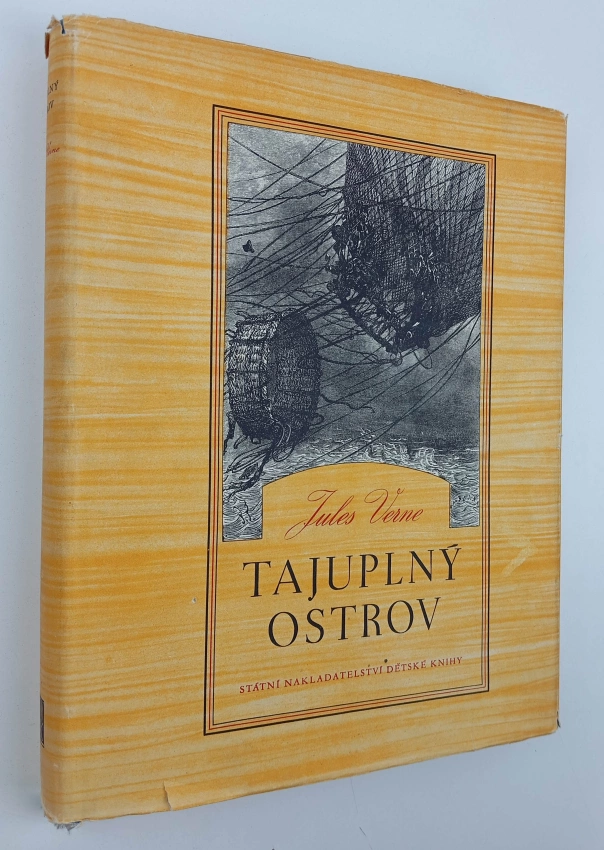 Jules Verne
TAJUPLNÝ
OSTROV
STÁTNÍ NAKLADATELSTVÍ DĚTSKÉ KNIHY